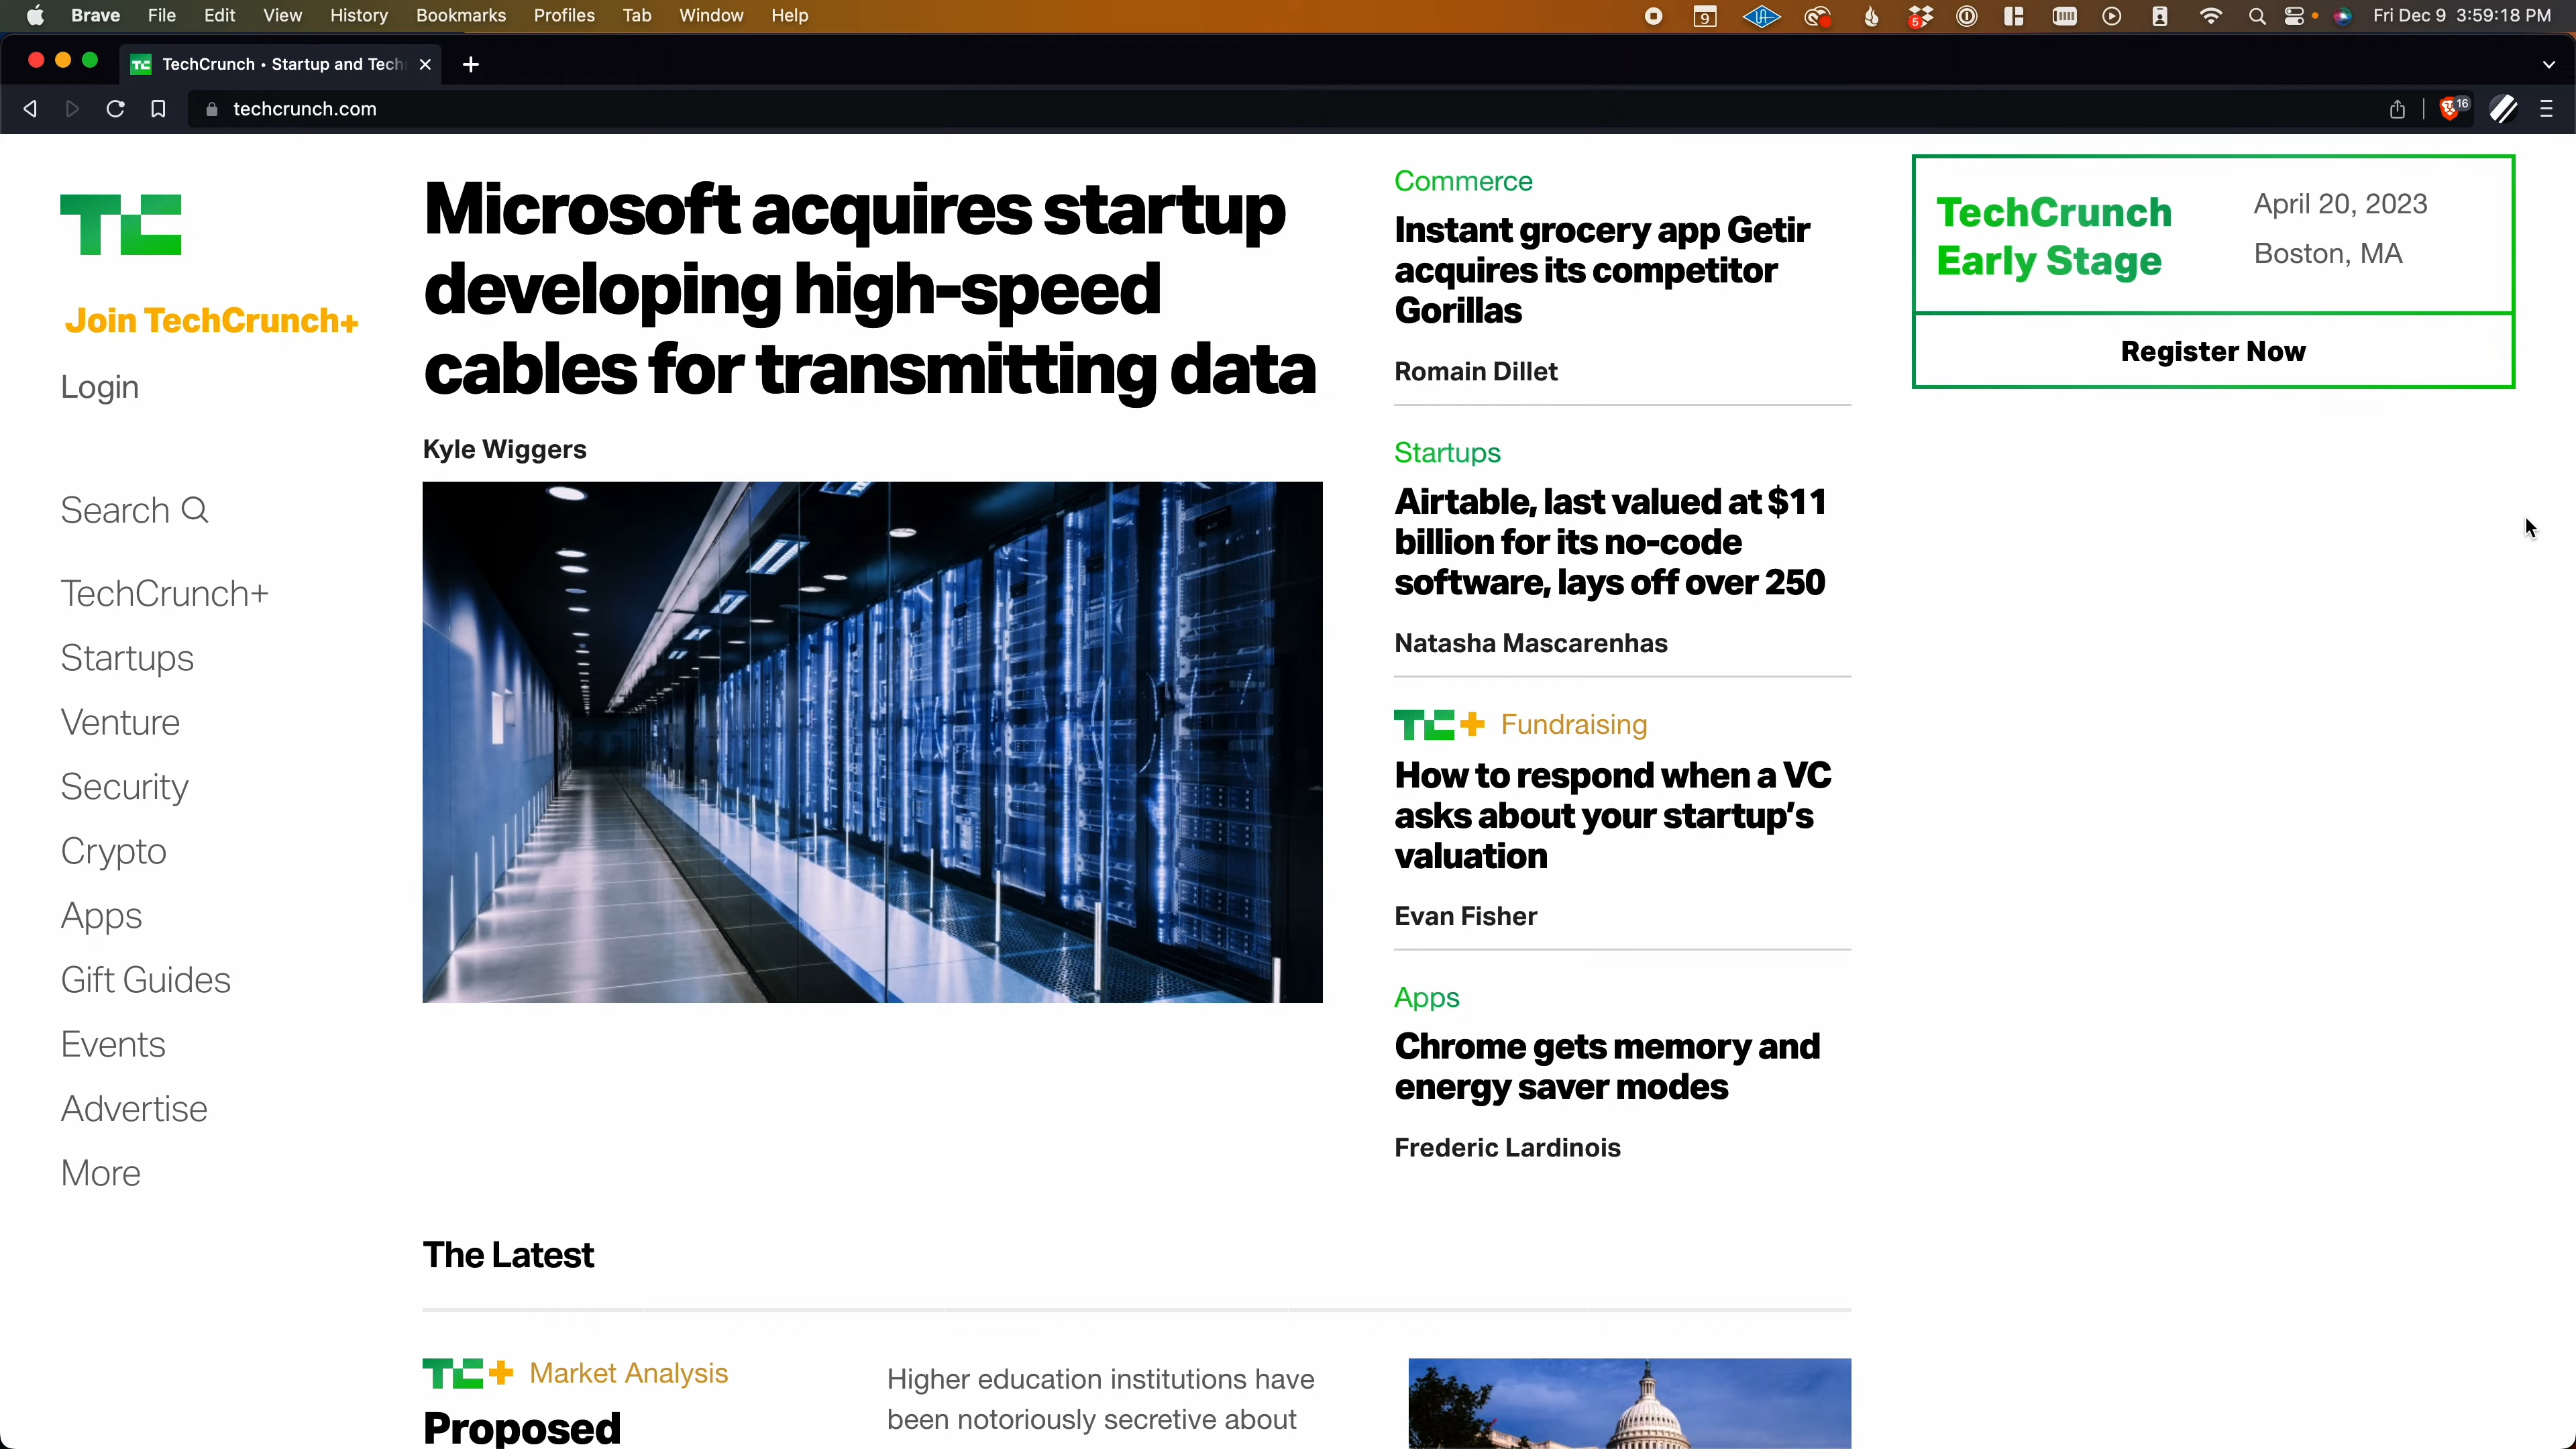 Brave File Edit View History Bookmarks Profiles Tab Window Help
9
5
Fri Dec 9 3:59:18 PM
TechCrunch • Startup and Tech
techcrunch.com
16
TC
Join TechCrunch+
Login
Search
TechCrunch+
Startups
Venture
Security
Crypto
Apps
Gift Guides
Events
Advertise
More
Microsoft acquires startup
developing high-speed
cables for transmitting data
Kyle Wiggers
Commerce
Instant grocery app Getir
acquires its competitor
Gorillas
Romain Dillet
Startups
Airtable, last valued at $11
billion for its no-code
software, lays off over 250
Natasha Mascarenhas
TC+ Fundraising
How to respond when a VC
asks about your startup’s
valuation
Evan Fisher
Apps
Chrome gets memory and
energy saver modes
Frederic Lardinois
TechCrunch
Early Stage
April 20, 2023
Boston, MA
Register Now
The Latest
TC+ Market Analysis
Proposed
Higher education institutions have
been notoriously secretive about